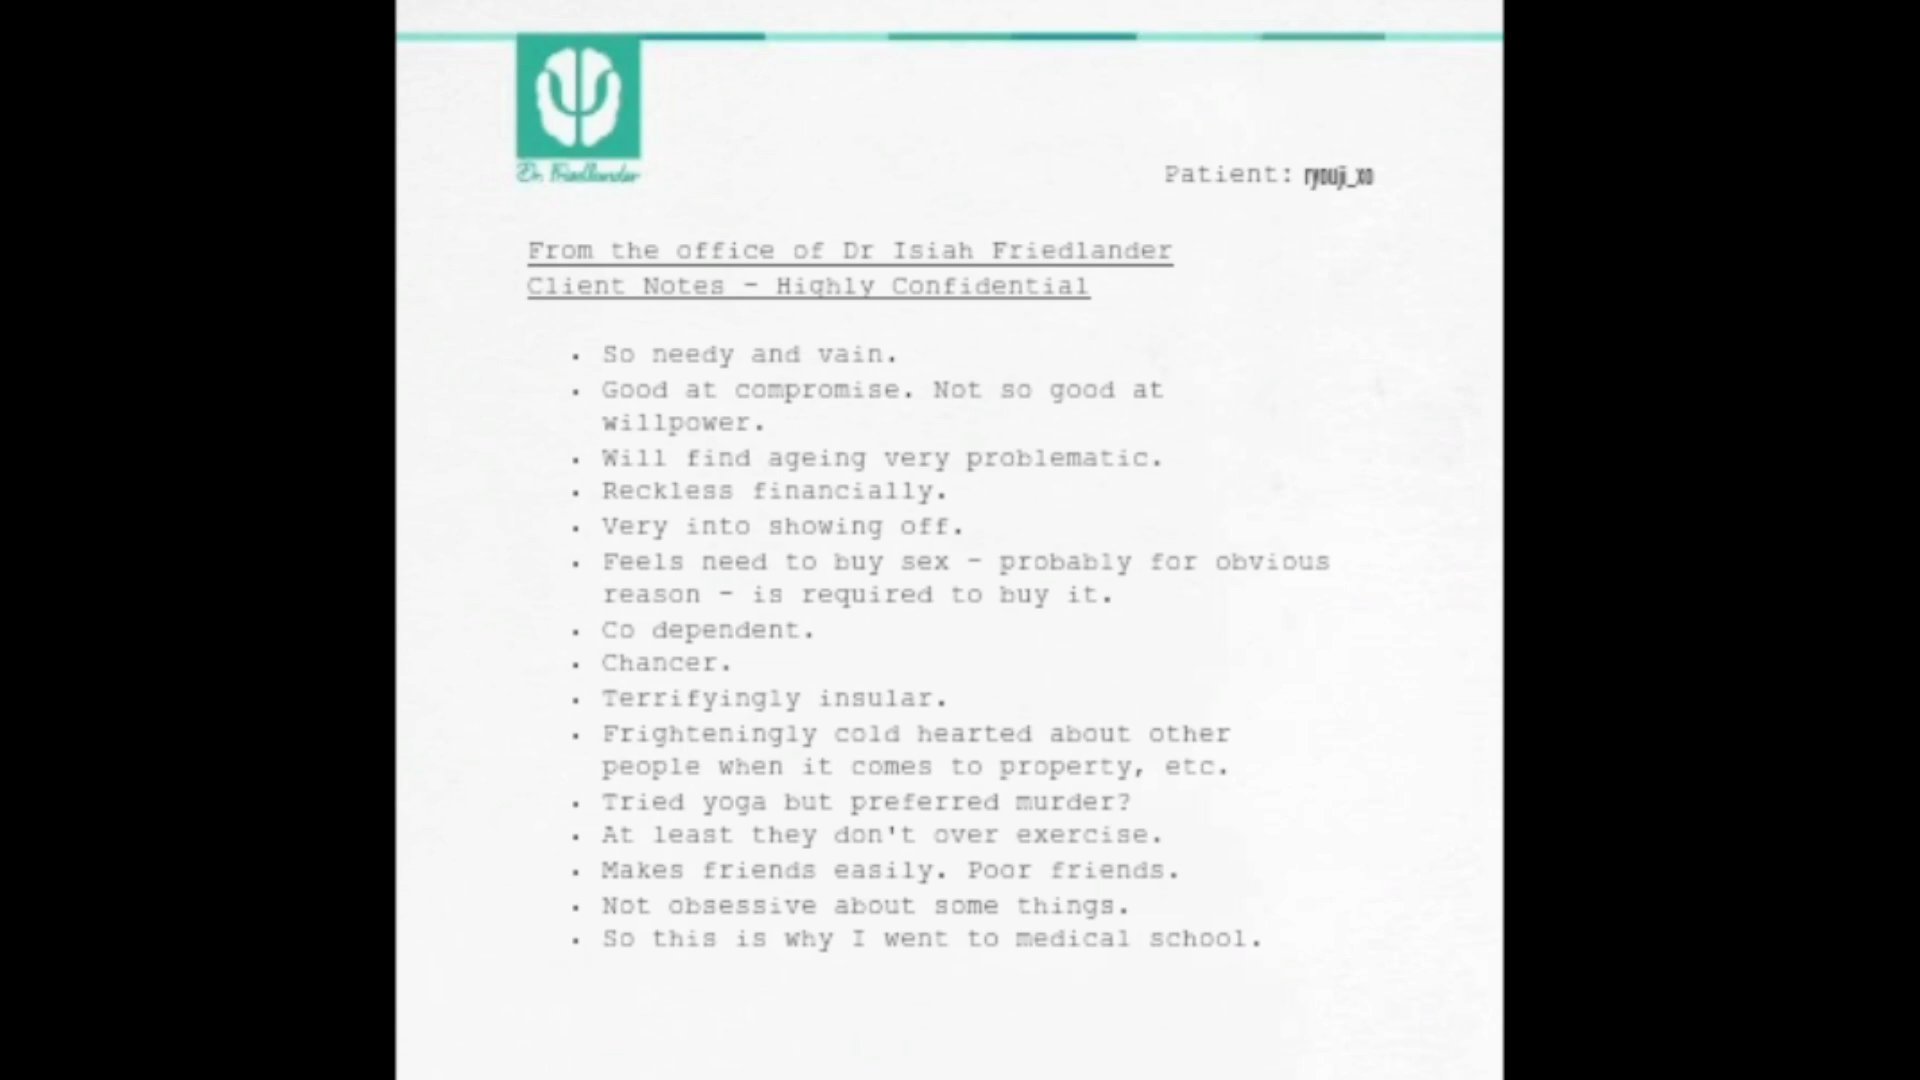 Dr. Friedlander
Patient: ryouji_xo
From the office of Dr Isiah Friedlander
Client Notes - Highly Confidential
• So needy and vain.
• Good at compromise. Not so good at
willpower.
• Will find ageing very problematic.
• Reckless financially.
• Very into showing off.
• Feels need to buy sex - probably for obvious
reason - is required to buy it.
• Co dependent.
• Chancer.
• Terrifyingly insular.
• Frighteningly cold hearted about other
people when it comes to property, etc.
• Tried yoga but preferred murder?
• At least they don't over exercise.
• Makes friends easily. Poor friends.
• Not obsessive about some things.
• So this is why I went to medical school.